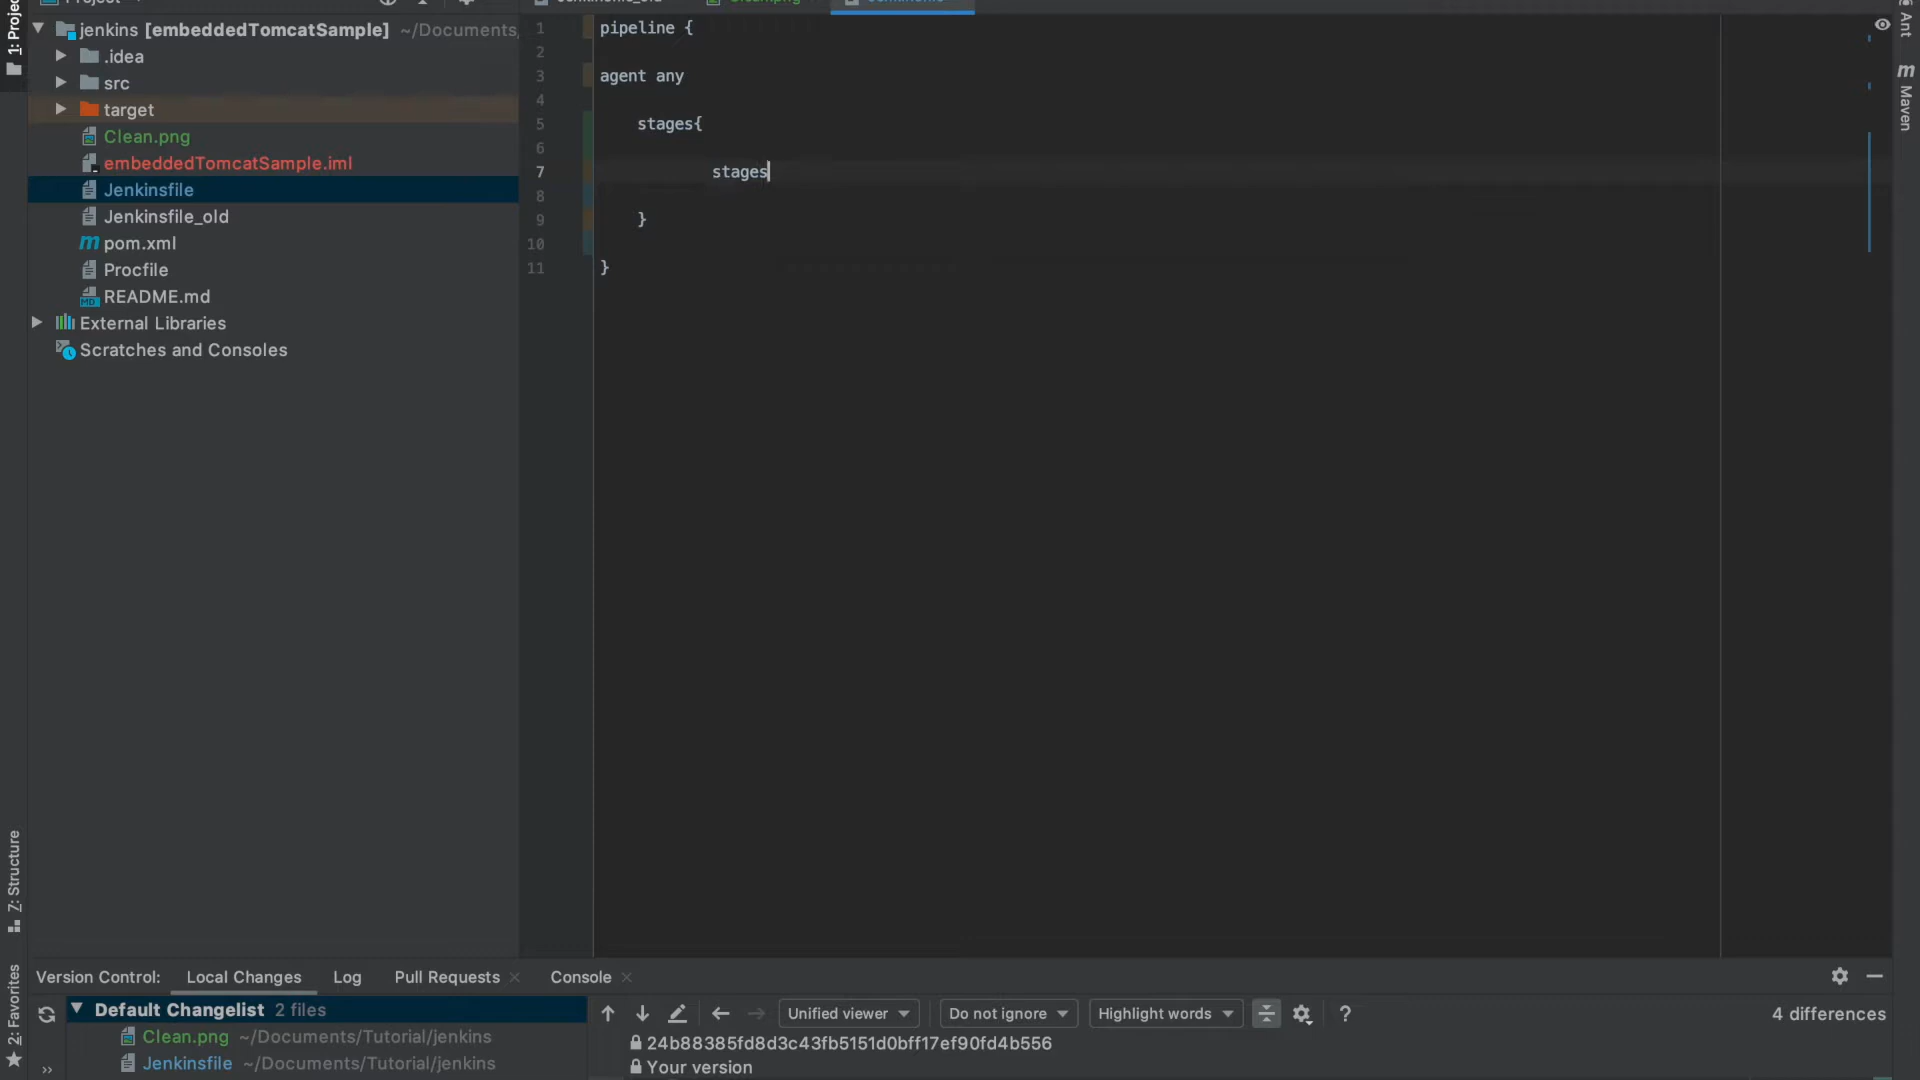 1: Project
jenkins [embeddedTomcatSample] ~/Documents
.idea
src
target
Clean.png
embeddedTomcatSample.iml
Jenkinsfile
Jenkinsfile_old
pom.xml
Procfile
README.md
External Libraries
Scratches and Consoles
1 pipeline {
2
3 agent any
4
5 stages{
6
7 stages
8
9 }
10
11 }
Ant
Maven
Z: Structure
2: Favorites
Version Control: Local Changes Log Pull Requests Console
Default Changelist 2 files
Clean.png ~/Documents/Tutorial/jenkins
Jenkinsfile ~/Documents/Tutorial/jenkins
Unified viewer Do not ignore Highlight words ? 4 differences
24b88385fd8d3c43fb5151d0bff17ef90fd4b556
Your version